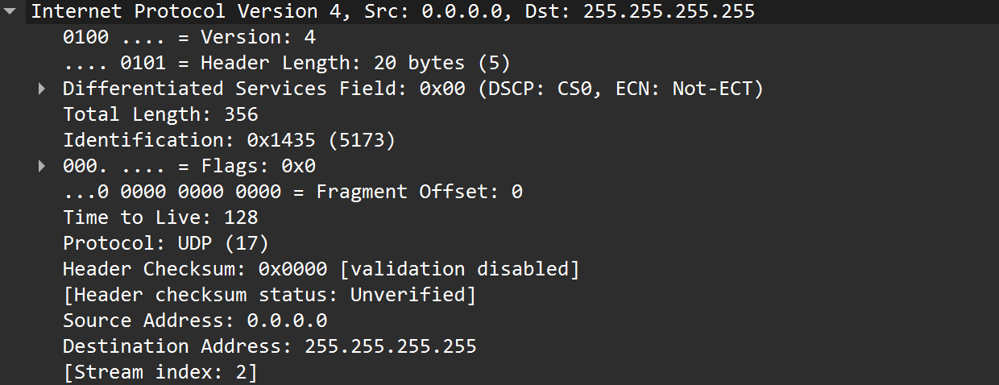 Internet Protocol Version 4, Src: 0.0.0.0, Dst: 255.255.255.255
0100 .... = Version: 4
.... 0101 = Header Length: 20 bytes (5)
Differentiated Services Field: 0x00 (DSCP: CS0, ECN: Not-ECT)
Total Length: 356
Identification: 0x1435 (5173)
000. .... = Flags: 0x0
...0 0000 0000 0000 = Fragment Offset: 0
Time to Live: 128
Protocol: UDP (17)
Header Checksum: 0x0000 [validation disabled]
[Header checksum status: Unverified]
Source Address: 0.0.0.0
Destination Address: 255.255.255.255
[Stream index: 2]